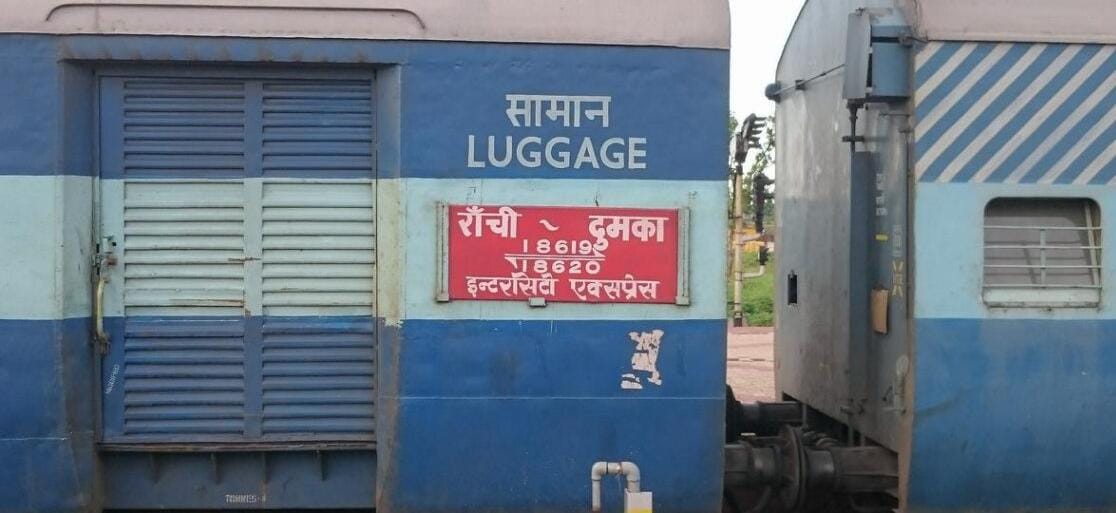 सामान
LUGGAGE
राँची ~ दुमका
18619
18620
इन्टरसिटी एक्सप्रेस